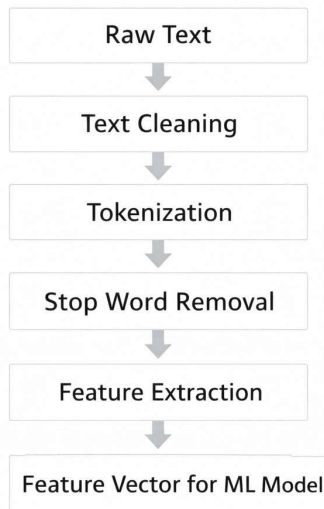 Raw Text
Text Cleaning
Tokenization
Stop Word Removal
Feature Extraction
Feature Vector for ML Model